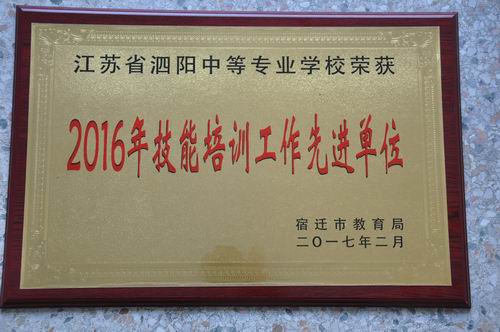 江苏省泗阳中等专业学校荣获
2016年技能培训工作先进单位
宿迁市教育局
二〇一七年二月